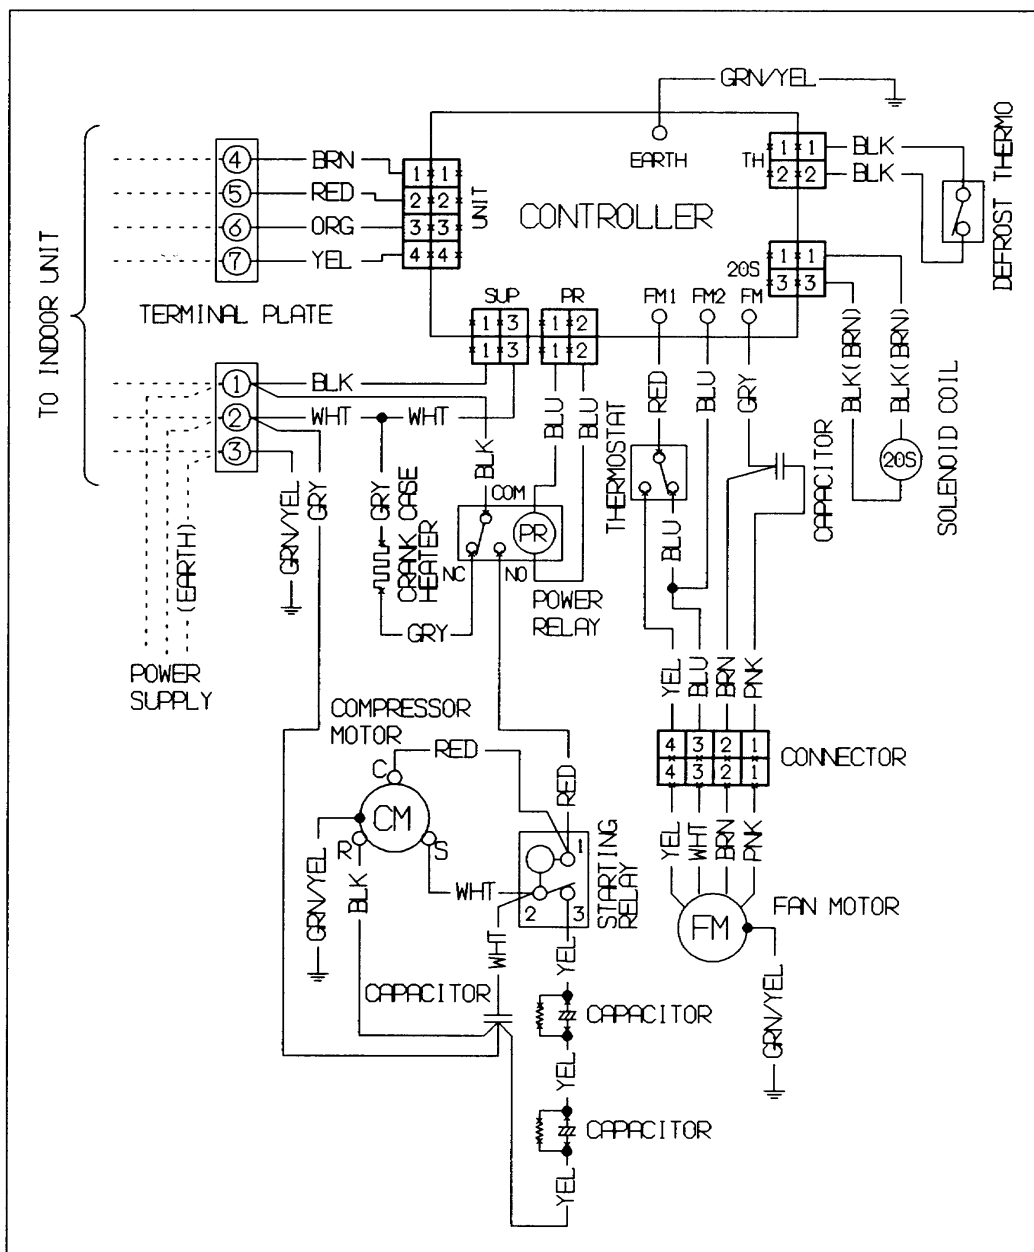 GRN/YEL
EARTH
TH
1 1
2 2
BLK
BLK
DEFROST THERMO
TO INDOOR UNIT
4 BRN
5 RED
6 ORG
7 YEL
1 1
2 2
3 3
4 4
UNIT
CONTROLLER
20S
1 1
3 3
TERMINAL PLATE
SUP
1 3
1 3
PR
1 2
1 2
FM1
FM2
FM
1 BLK
2 WHT
WHT
3
GRN/YEL
GRY
GRY
CRANK CASE
HEATER
GRY
BLK
COM
BLU
BLU
PR
NC
NO
POWER
RELAY
THERMOSTAT
RED
BLU
GRY
BLU
CAPACITOR
BLK(BRN)
BLK(BRN)
20S
SOLENOID COIL
(EARTH)
POWER
SUPPLY
YEL
BLU
BRN
PNK
4 3 2 1
4 3 2 1
CONNECTOR
YEL
WHT
BRN
PNK
FM
FAN MOTOR
GRN/YEL
COMPRESSOR
MOTOR
RED
C
CM
R
S
GRN/YEL
BLK
WHT
RED
1
2
3
STARTING
RELAY
WHT
YEL
CAPACITOR
CAPACITOR
YEL
CAPACITOR
YEL